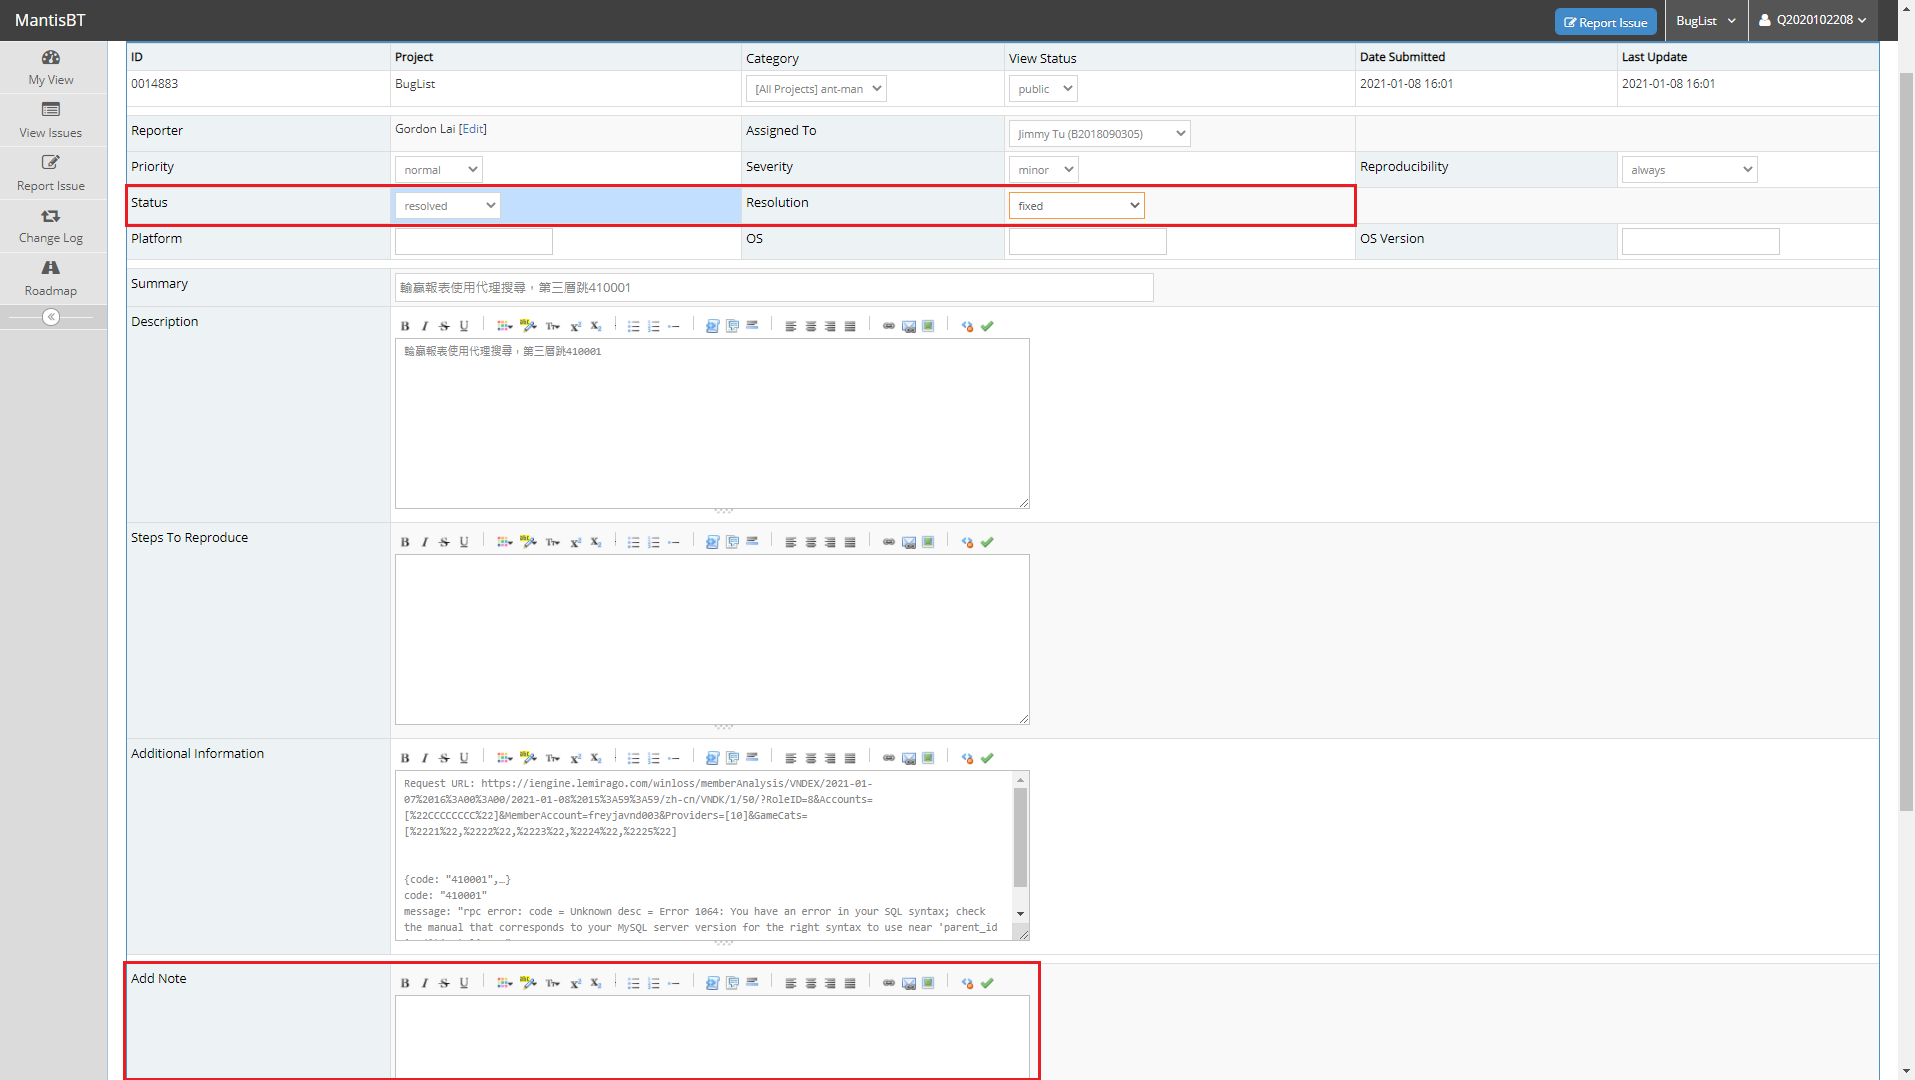 MantisBT
Report Issue
BugList
Q2020102208
My View
View Issues
Report Issue
Change Log
Roadmap
ID
Project
Category
View Status
Date Submitted
Last Update
0014883
BugList
[All Projects] ant-man
public
2021-01-08 16:01
2021-01-08 16:01
Reporter
Gordon Lai [Edit]
Assigned To
Jimmy Tu (B2018090305)
Priority
normal
Severity
minor
Reproducibility
always
Status
resolved
Resolution
fixed
Platform
OS
OS Version
Summary
輸贏報表使用代理搜尋，第三層跳410001
Description
輸贏報表使用代理搜尋，第三層跳410001
Steps To Reproduce
Additional Information
Request URL: https://iengine.lemirago.com/winloss/memberAnalysis/VNDEX/2021-01-
07%2016%3A00%3A00/2021-01-08%2015%3A59%3A59/zh-cn/VNDK/1/50/?RoleID=8&Accounts=
[%22CCCCCCCC%22]&MemberAccount=freyjavnd003&Providers=[10]&GameCats=
[%2221%22,%2222%22,%2223%22,%2224%22,%2225%22]
{code: "410001",…}
code: "410001"
message: "rpc error: code = Unknown desc = Error 1064: You have an error in your SQL syntax; check
the manual that corresponds to your MySQL server version for the right syntax to use near 'parent_id
Add Note